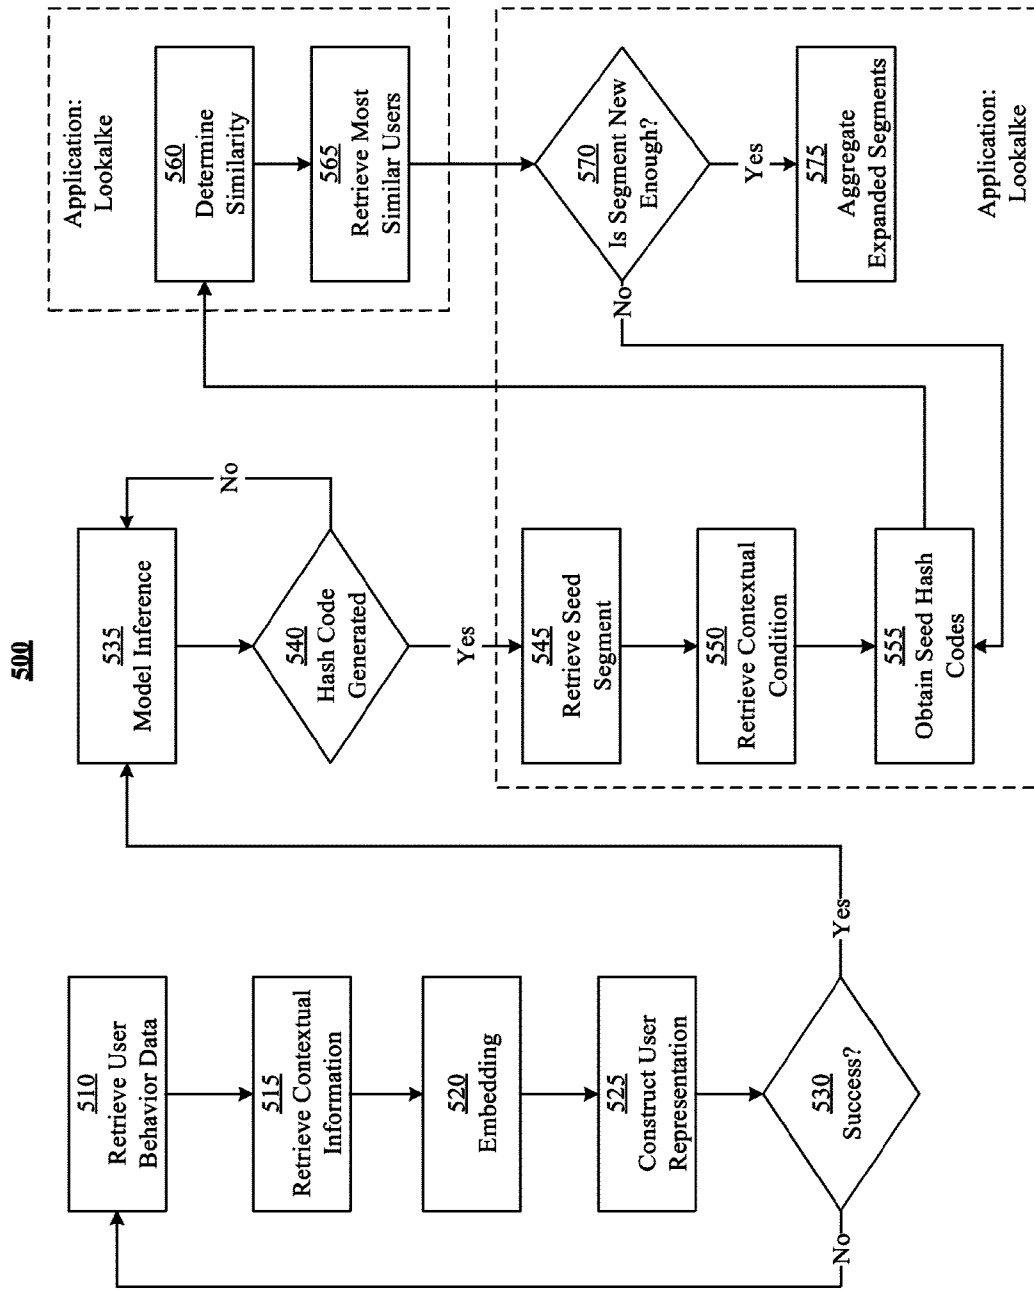 500
510
Retrieve User
Behavior Data
515
Retrieve Contextual
Information
520
Embedding
525
Construct User
Representation
530
Success?
No
Yes
535
Model Inference
540
Hash Code
Generated
No
Yes
545
Retrieve Seed
Segment
550
Retrieve Contextual
Condition
555
Obtain Seed Hash
Codes
Application:
Lookalke
560
Determine
Similarity
565
Retrieve Most
Similar Users
570
Is Segment New
Enough?
No
Yes
575
Aggregate
Expanded Segments
Application:
Lookalke